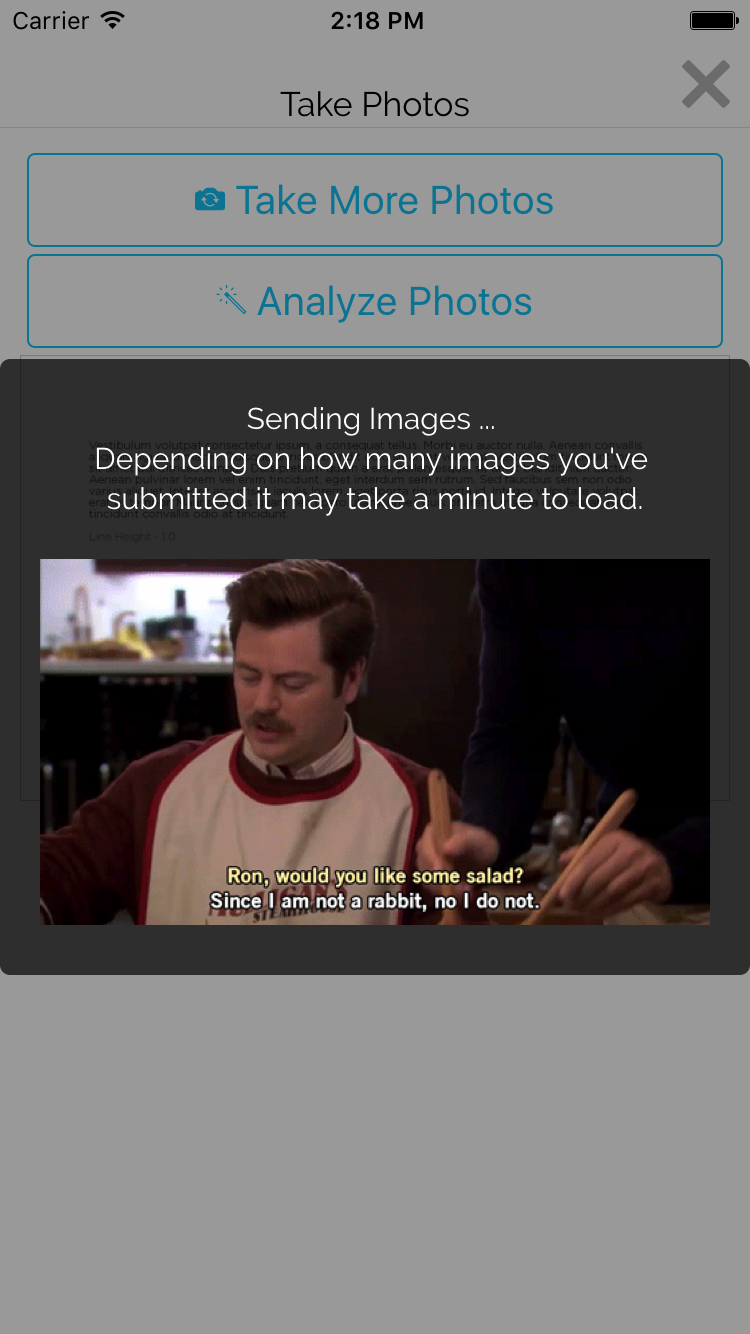 Carrier 2:18 PM
Take Photos
Take More Photos
Analyze Photos
Sending Images ...
Vestibulum volutpat consectetur ipsum, a consequat tellus. Morbi eu auctor nulla. Aenean convallis
Depending on how many images you've
Aenean pulvinar lorem vel enim tincidunt, eget interdum sem rutrum. Sed faucibus sem non odio
submitted it may take a minute to load.
tincidunt convallis odio at tincidunt.
Line Height - 1.0
Ron, would you like some salad?
Since I am not a rabbit, no I do not.
STEAKHOUSE